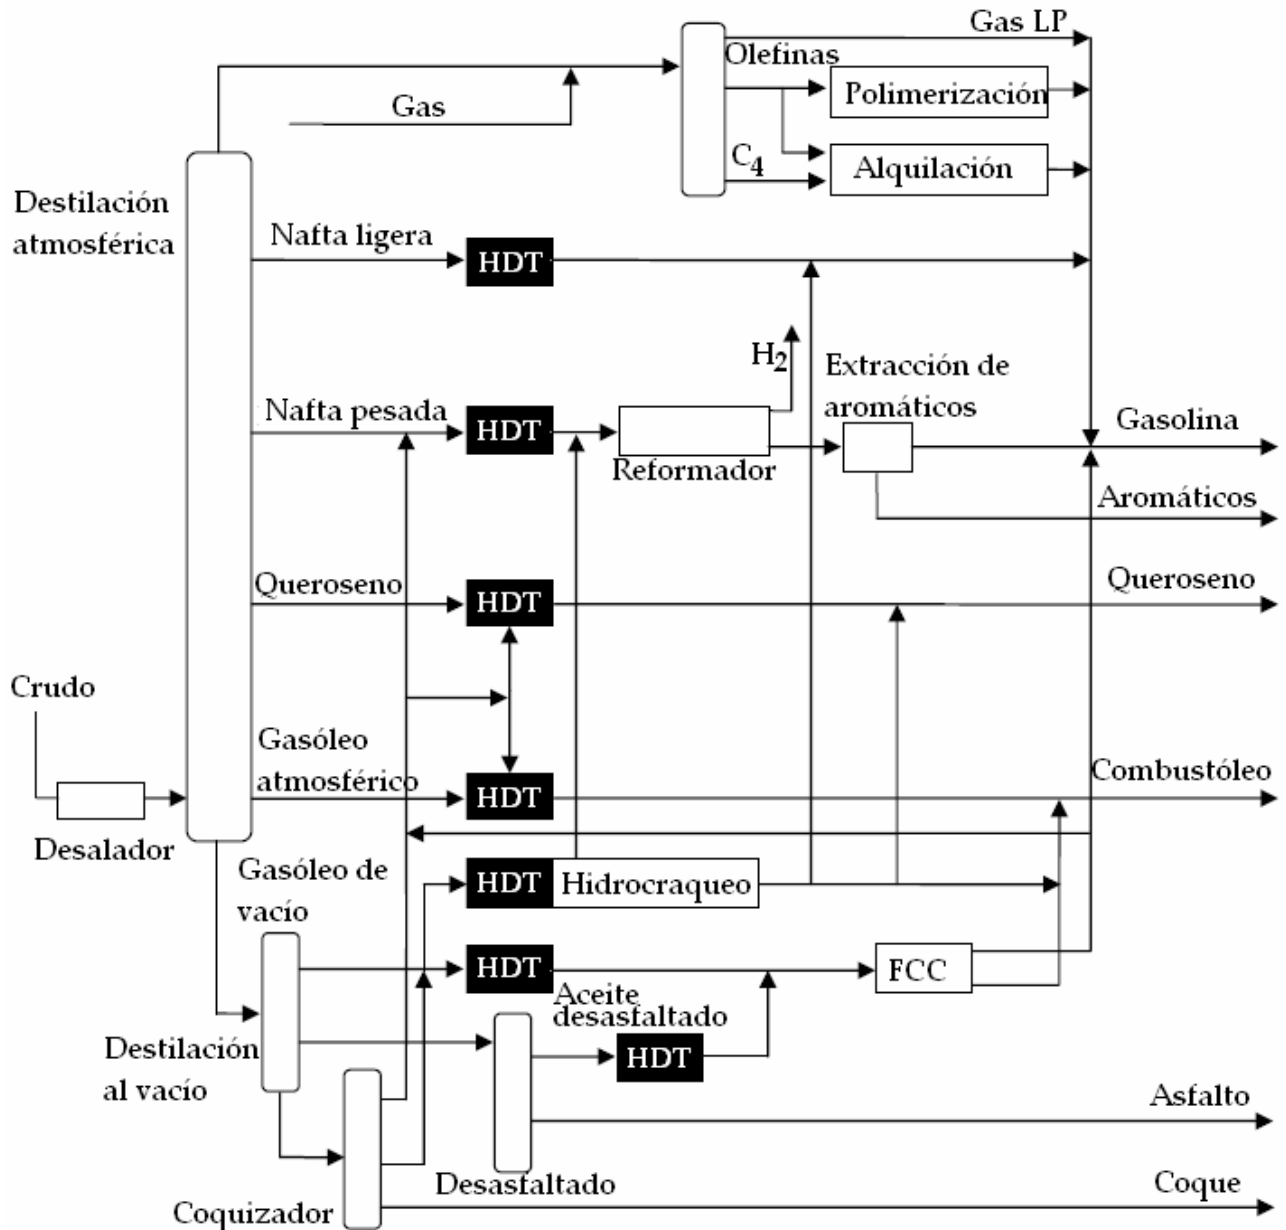 Gas LP
Olefinas
Polimerización
Gas
C4
Alquilación
Destilación
atmosférica
Nafta ligera
HDT
H2
Extracción de
aromáticos
Nafta pesada
HDT
Reformador
Gasolina
Aromáticos
Queroseno
HDT
Queroseno
Crudo
Gasóleo
atmosférico
HDT
Combustóleo
Desalador
Gasóleo de
vacío
HDT
Hidrocraqueo
HDT
FCC
Aceite
desasfaltado
HDT
Destilación
al vacío
Asfalto
Desasfaltado
Coque
Coquizador